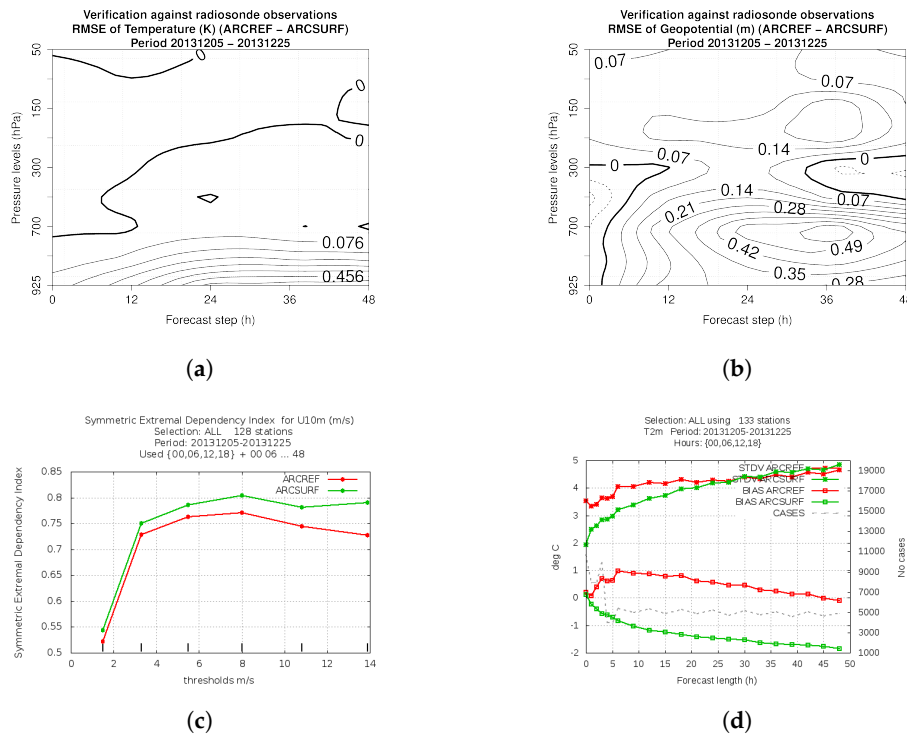 Verification against radiosonde observations
RMSE of Temperature (K) (ARCREF − ARCSURF)
Period 20131205 − 20131225
50
150
300
700
925
Pressure levels (hPa)
0
0
0
0.076
0.456
0
12
24
36
48
Forecast step (h)
(a)
Verification against radiosonde observations
RMSE of Geopotential (m) (ARCREF − ARCSURF)
Period 20131205 − 20131225
50
150
300
700
925
Pressure levels (hPa)
0.07
0.07
0.14
0.07
0
0
0.14
0.07
0.21
0.28
0.42
0.49
0.35
0.28
0
12
24
36
Forecast step (h)
(b)
Symmetric Extremal Dependency Index for U10m (m/s)
Selection: ALL 128 stations
Period: 20131205-20131225
Used {00,06,12,18} + 00 06 ... 48
Symmetric Extremal Dependency Index
0.85
0.8
0.75
0.7
0.65
0.6
0.55
0.5
ARCREF
ARCSURF
0
2
4
6
8
10
12
14
thresholds m/s
(c)
Selection: ALL using 133 stations
T2m Period: 20131205-20131225
Hours: {00,06,12,18}
deg C
5
4
3
2
1
0
-1
-2
STDV ARCREF
STDV ARCSURF
BIAS ARCREF
BIAS ARCSURF
CASES
19000
17000
15000
13000
11000
9000
7000
5000
3000
1000
No cases
0
5
10
15
20
25
30
35
40
45
50
Forecast length (h)
(d)